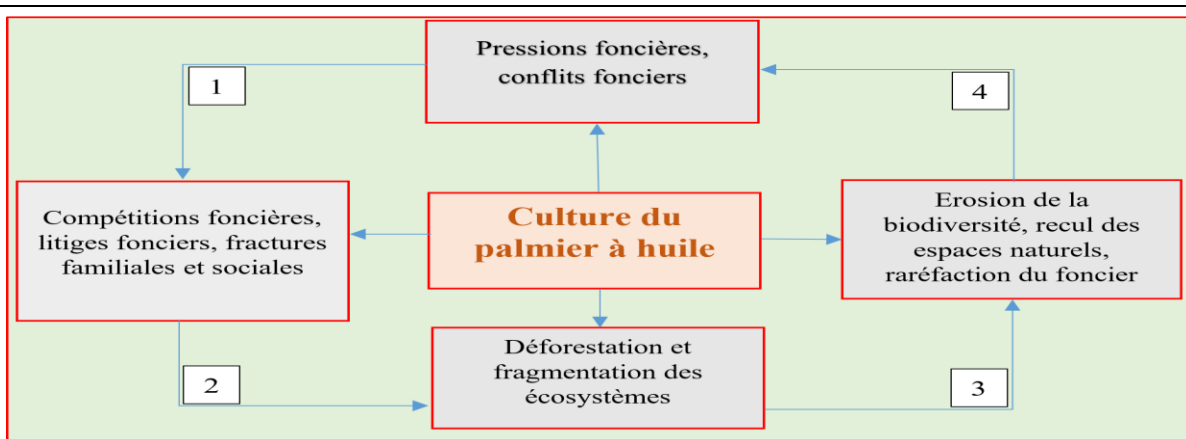 Pressions foncières,
conflits fonciers
1
4
Compétitions foncières,
litiges fonciers, fractures
familiales et sociales
Culture du
palmier à huile
Erosion de la
biodiversité, recul des
espaces naturels,
raréfaction du foncier
Déforestation et
fragmentation des
écosystèmes
2
3